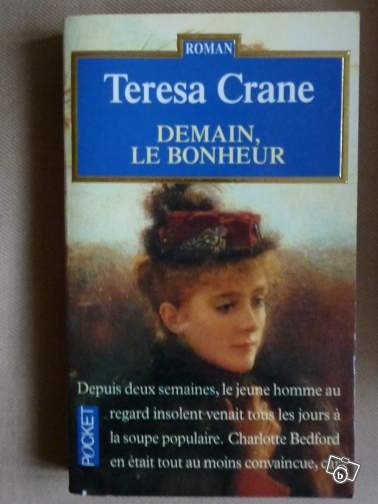 ROMAN
Teresa Crane
DEMAIN,
LE BONHEUR
Depuis deux semaines, le jeune homme au
regard insolent venait tous les jours à
la soupe populaire. Charlotte Bedford
en était tout au moins convaincue,
POCKET